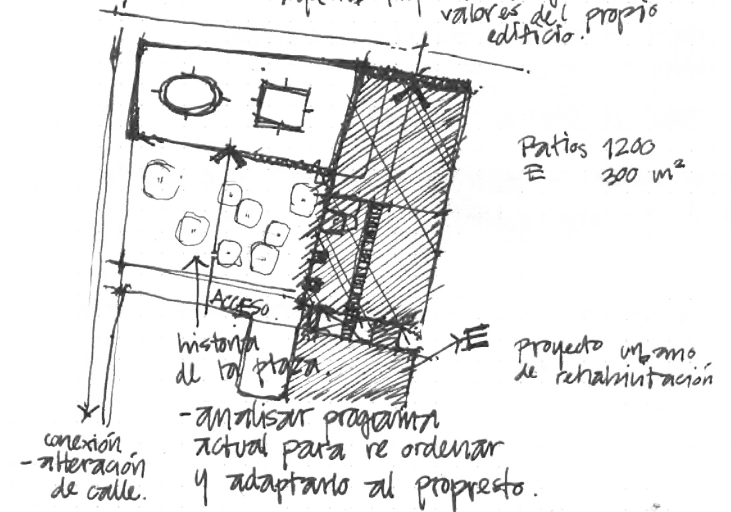 valores del propio
edificio.
Patios 1200
E 300 m²
Acceso.
historia
de la plaza.
E
proyecto urbano
de rehabilitación
-analisar programa
actual para re ordenar
y adaptarlo al propuesto.
conexión
-alteración
de calle.